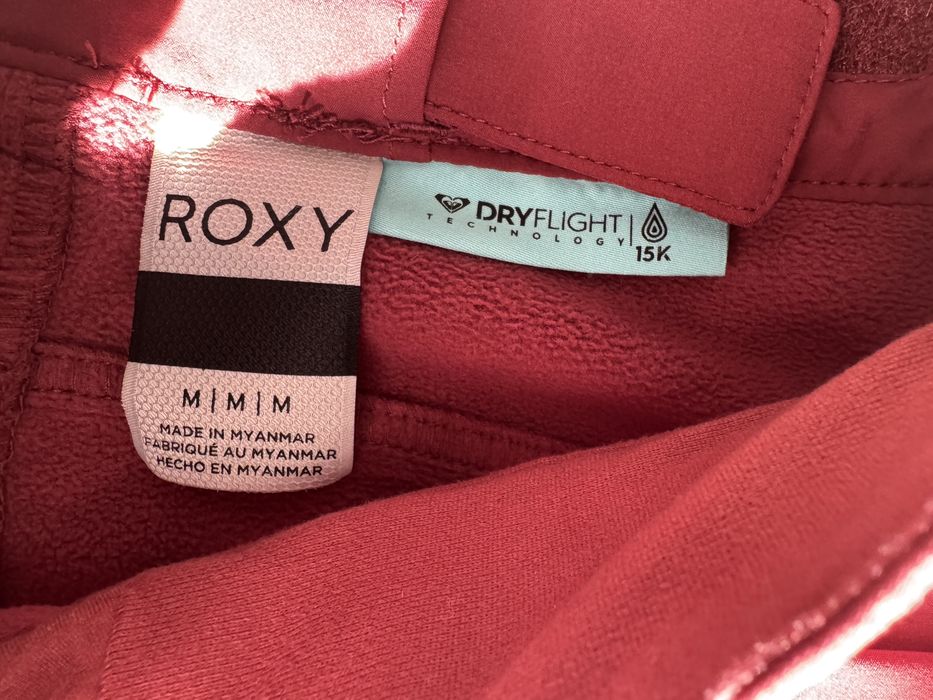 ROXY
M | M | M
MADE IN MYANMAR
FABRIQUÉ AU MYANMAR
HECHO EN MYANMAR
DRYFLIGHT
TECHNOLOGY
15K